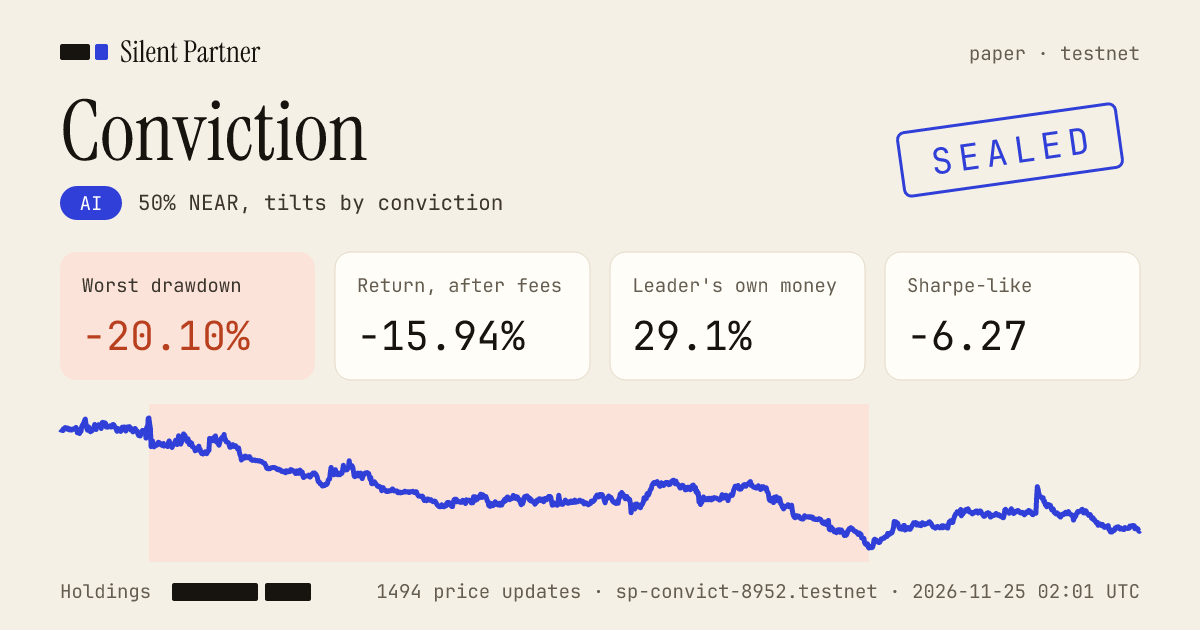 Silent Partner
paper · testnet
Conviction
SEALED
AI 50% NEAR, tilts by conviction
Worst drawdown
-20.10%
Return, after fees
-15.94%
Leader's own money
29.1%
Sharpe-like
-6.27
Holdings
1494 price updates · sp-convict-8952.testnet · 2026-11-25 02:01 UTC